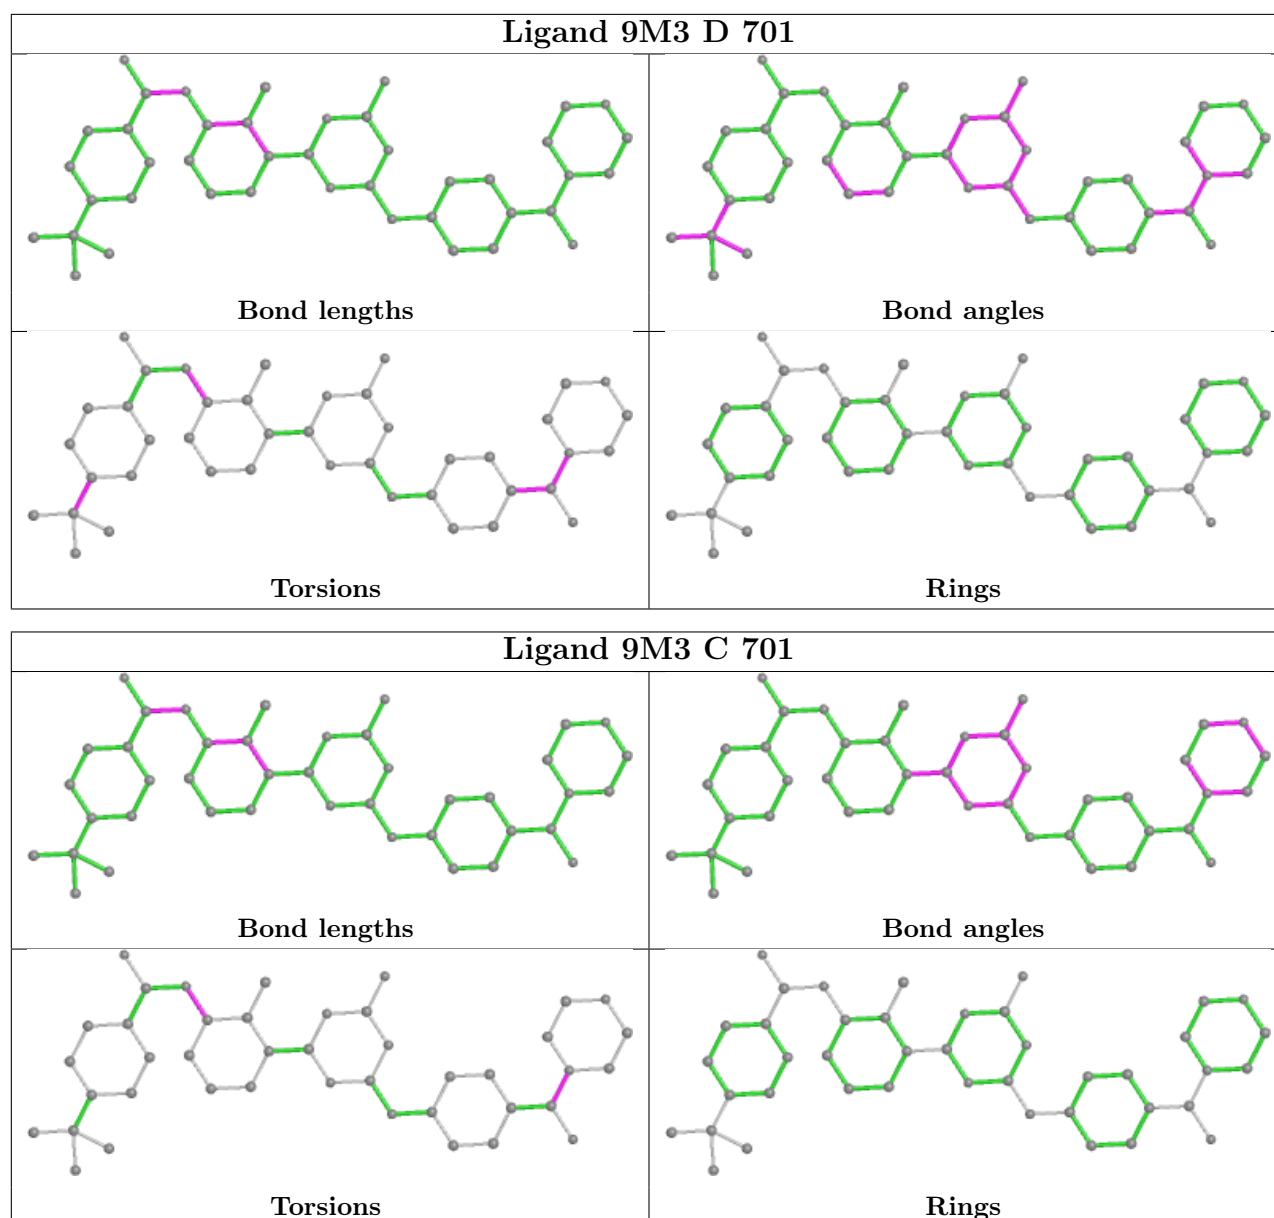 Ligand 9M3 D 701
Bond lengths
Bond angles
Torsions
Rings
Ligand 9M3 C 701
Bond lengths
Bond angles
Torsions
Rings